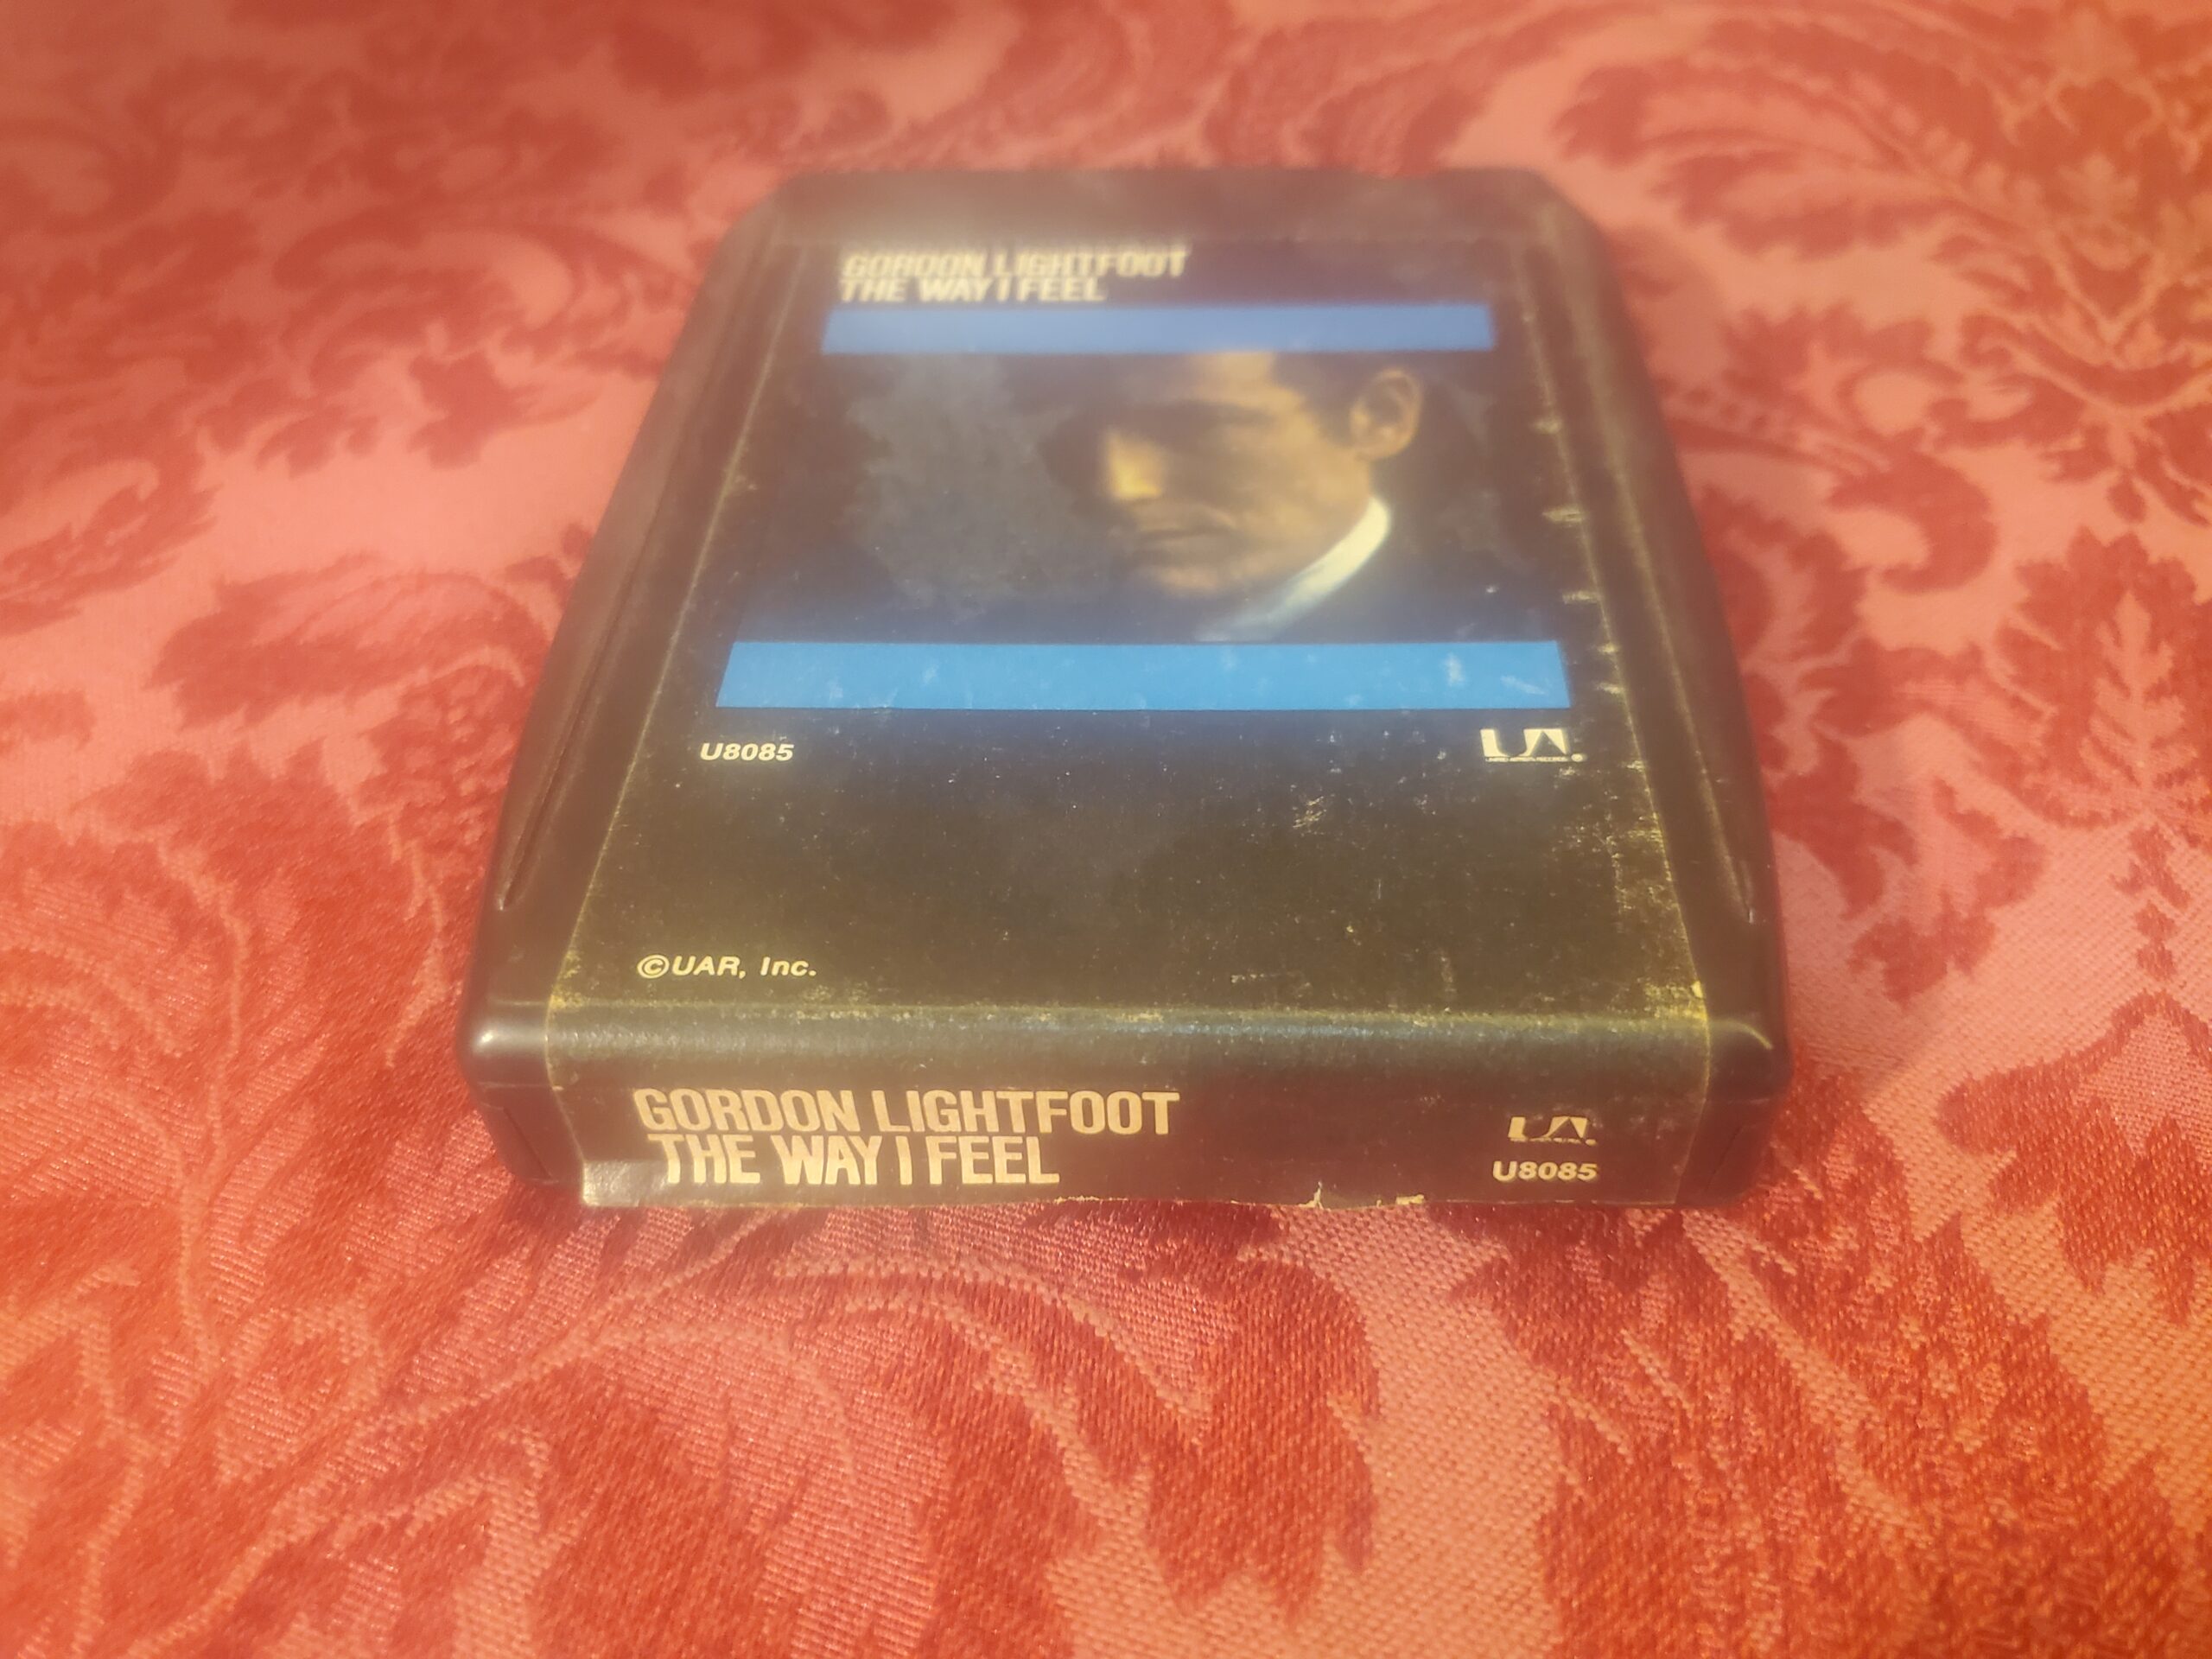 GORDON LIGHTFOOT
THE WAY I FEEL
U8085
UA
©UAR, Inc.
GORDON LIGHTFOOT
THE WAY I FEEL
UA
U8085